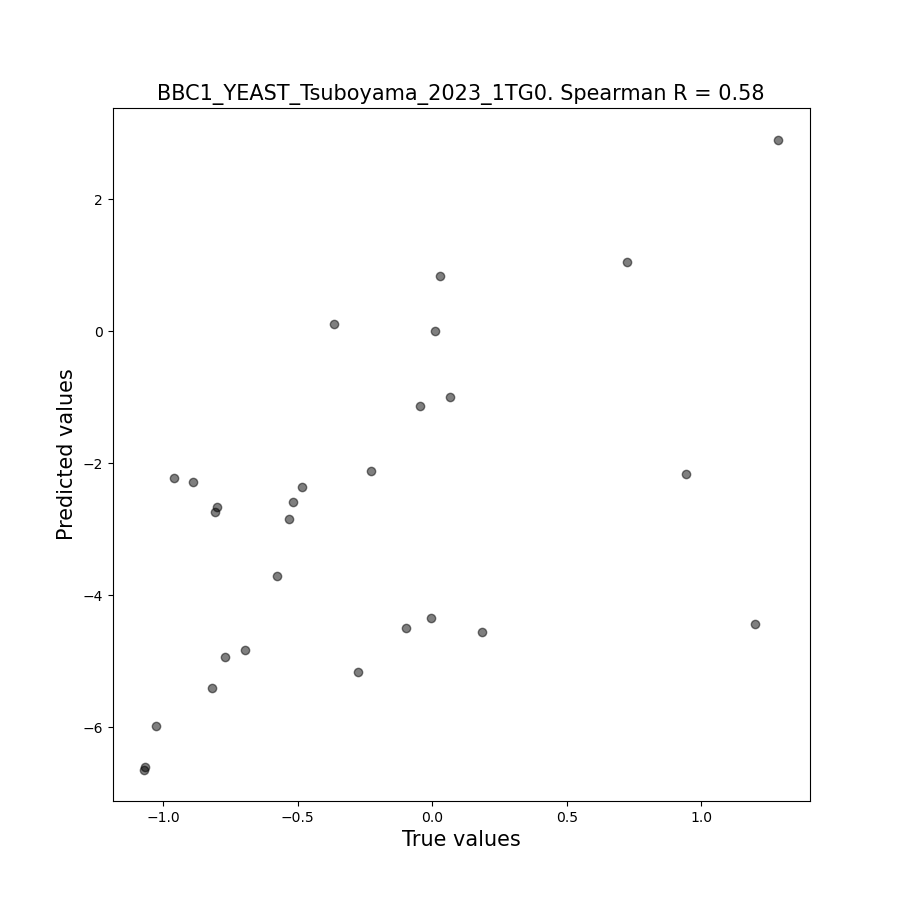 BBC1_YEAST_Tsuboyama_2023_1TG0. Spearman R = 0.58
Predicted values
2
0
−2
−4
−6
−1.0 −0.5 0.0 0.5 1.0
True values